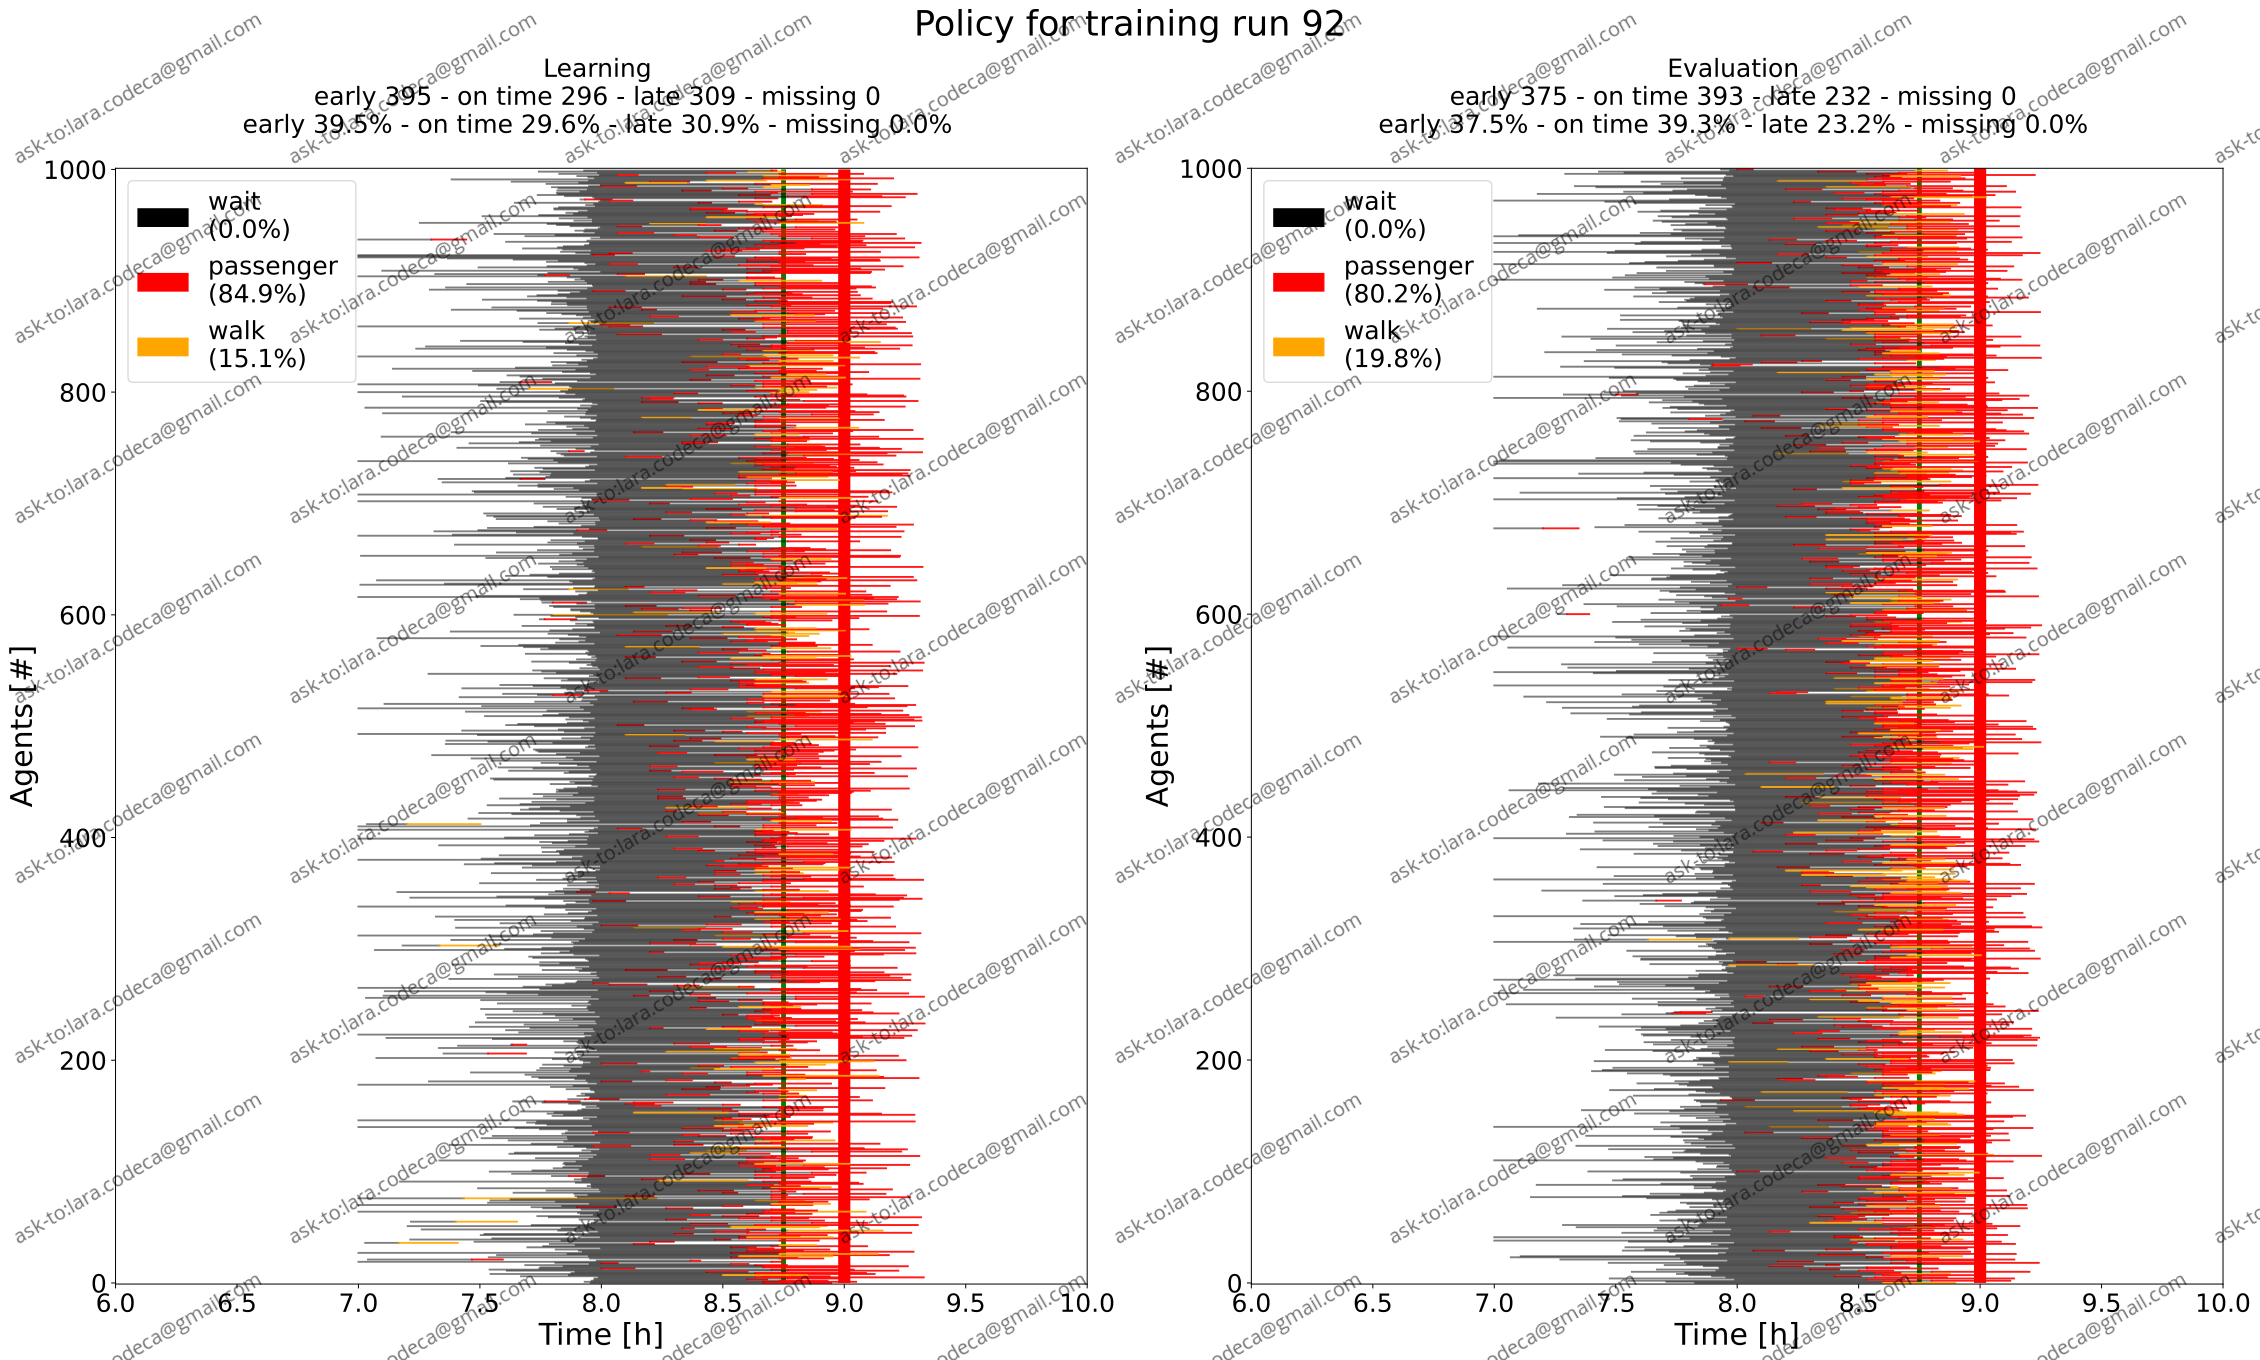 Policy for training run 92
Learning
early 395 - on time 296 - late 309 - missing 0
early 39.5% - on time 29.6% - late 30.9% - missing 0.0%
Evaluation
early 375 - on time 393 - late 232 - missing 0
early 37.5% - on time 39.3% - late 23.2% - missing 0.0%
wait
(0.0%)
passenger
(84.9%)
walk
(15.1%)
1000
800
600
400
200
0
Agents [#]
6.0 6.5 7.0 7.5 8.0 8.5 9.0 9.5 10.0
Time [h]
wait
(0.0%)
passenger
(80.2%)
walk
(19.8%)
1000
800
600
400
200
0
Agents [#]
6.0 6.5 7.0 7.5 8.0 8.5 9.0 9.5 10.0
Time [h]
ask-to:lara.codeca@gmail.com